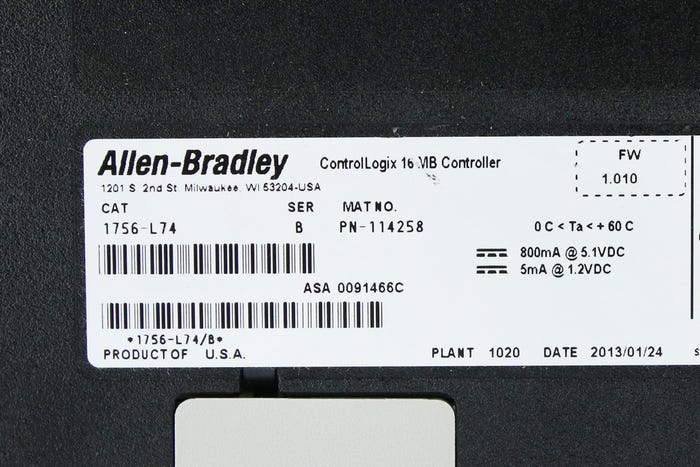 Allen-Bradley ControlLogix 16 MB Controller
1201 S. 2nd St. Milwaukee, WI 53204-USA
FW
1.010
CAT SER MAT NO.
1756-L74 B PN-114258
0 C < Ta < + 60 C
800mA @ 5.1VDC
5mA @ 1.2VDC
ASA 0091466C
*1756-L74/B*
PRODUCT OF U.S.A. PLANT 1020 DATE 2013/01/24